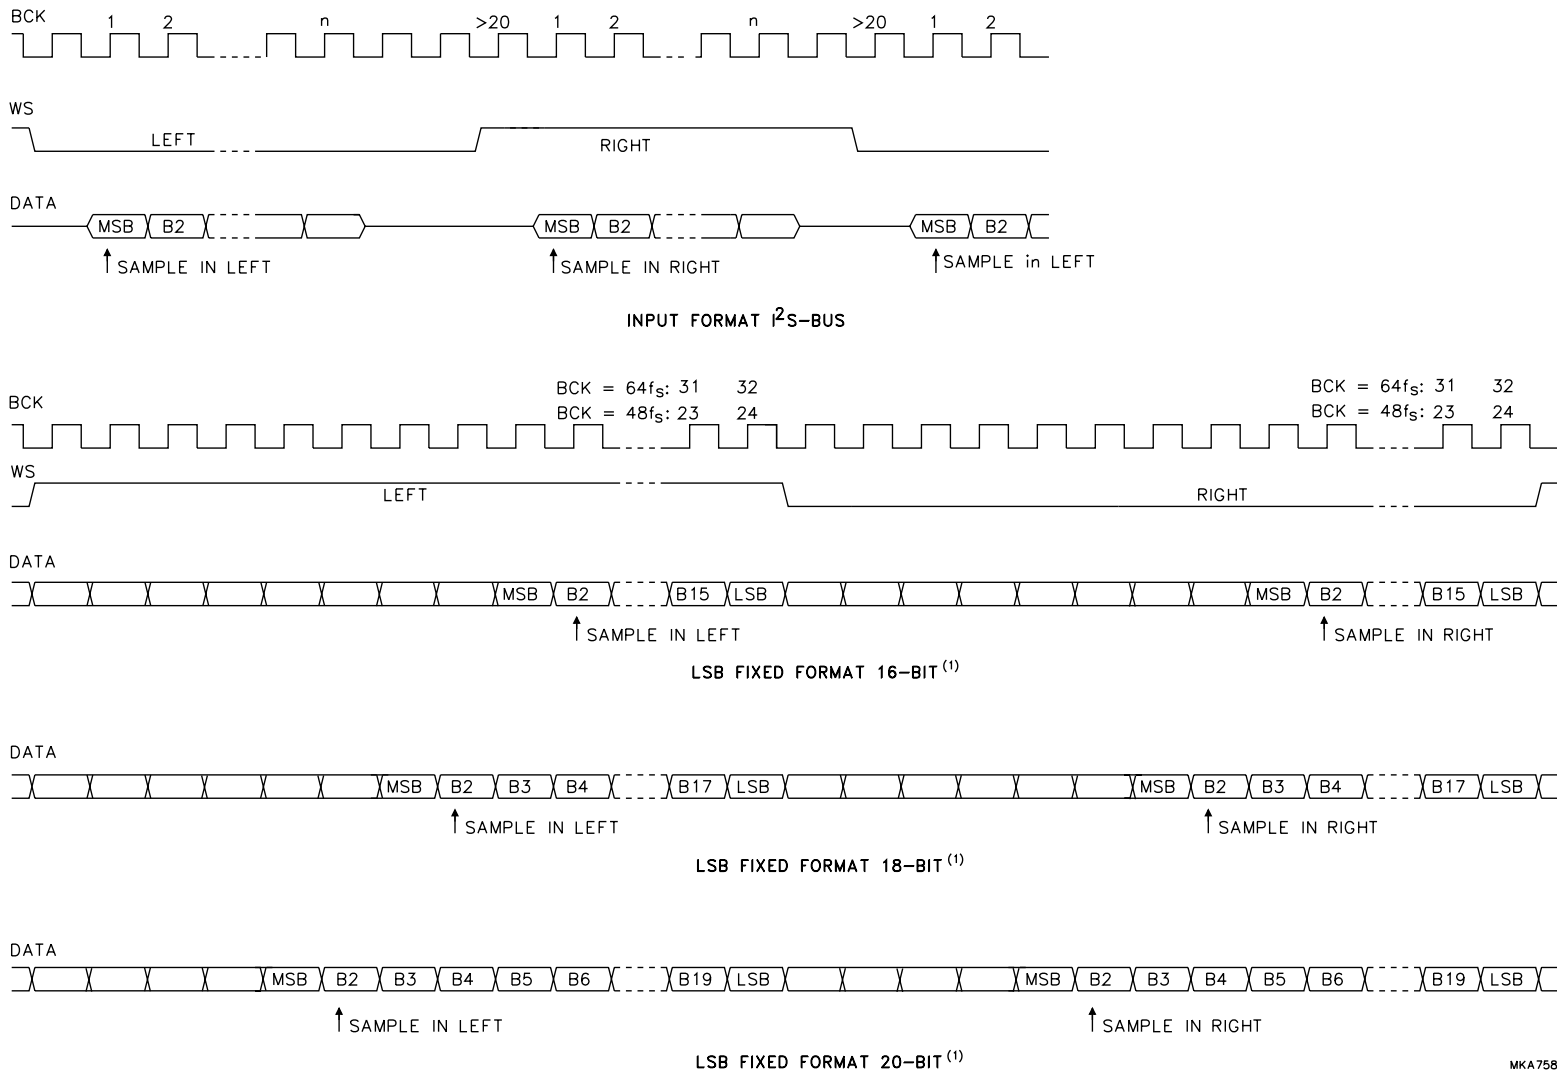 BCK 1 2 n >20 1 2 n >20 1 2
WS
LEFT RIGHT
DATA
MSB B2 MSB B2 MSB B2
SAMPLE IN LEFT SAMPLE IN RIGHT SAMPLE in LEFT
INPUT FORMAT I2S-BUS
BCK = 64fs: 31 32 BCK = 64fs: 31 32
BCK BCK = 48fs: 23 24 BCK = 48fs: 23 24
WS
LEFT RIGHT
DATA
MSB B2 B15 LSB MSB B2 B15 LSB
SAMPLE IN LEFT SAMPLE IN RIGHT
LSB FIXED FORMAT 16-BIT (1)
DATA
MSB B2 B3 B4 B17 LSB MSB B2 B3 B4 B17 LSB
SAMPLE IN LEFT SAMPLE IN RIGHT
LSB FIXED FORMAT 18-BIT (1)
DATA
MSB B2 B3 B4 B5 B6 B19 LSB MSB B2 B3 B4 B5 B6 B19 LSB
SAMPLE IN LEFT SAMPLE IN RIGHT
LSB FIXED FORMAT 20-BIT (1)
MKA758